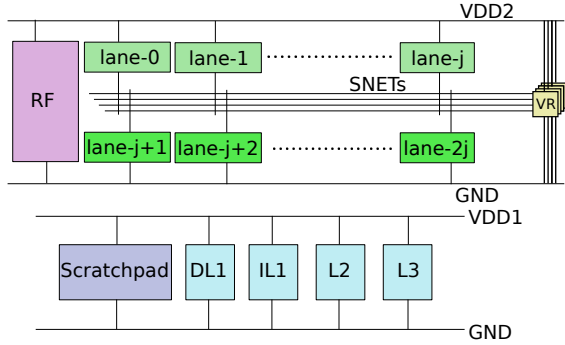 VDD2
lane-0
lane-1
lane-j
RF
SNETs
VR
lane-j+1
lane-j+2
lane-2j
GND
VDD1
Scratchpad
DL1
IL1
L2
L3
GND